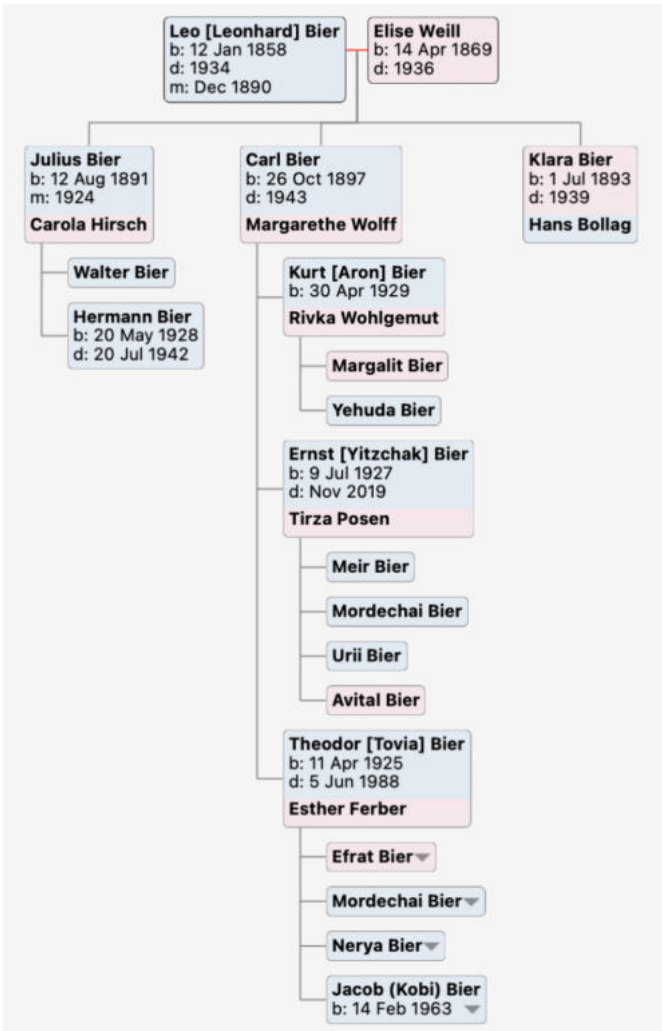 Leo [Leonhard] Bier
b: 12 Jan 1858
d: 1934
m: Dec 1890
Elise Weill
b: 14 Apr 1869
d: 1936
Julius Bier
b: 12 Aug 1891
m: 1924
Carola Hirsch
Walter Bier
Hermann Bier
b: 20 May 1928
d: 20 Jul 1942
Carl Bier
b: 26 Oct 1897
d: 1943
Margarethe Wolff
Kurt [Aron] Bier
b: 30 Apr 1929
Rivka Wohlgemut
Margalit Bier
Yehuda Bier
Ernst [Yitzchak] Bier
b: 9 Jul 1927
d: Nov 2019
Tirza Posen
Meir Bier
Mordechai Bier
Urii Bier
Avital Bier
Theodor [Tovia] Bier
b: 11 Apr 1925
d: 5 Jun 1988
Esther Ferber
Efrat Bier
Mordechai Bier
Nerya Bier
Jacob (Kobi) Bier
b: 14 Feb 1963
Klara Bier
b: 1 Jul 1893
d: 1939
Hans Bollag